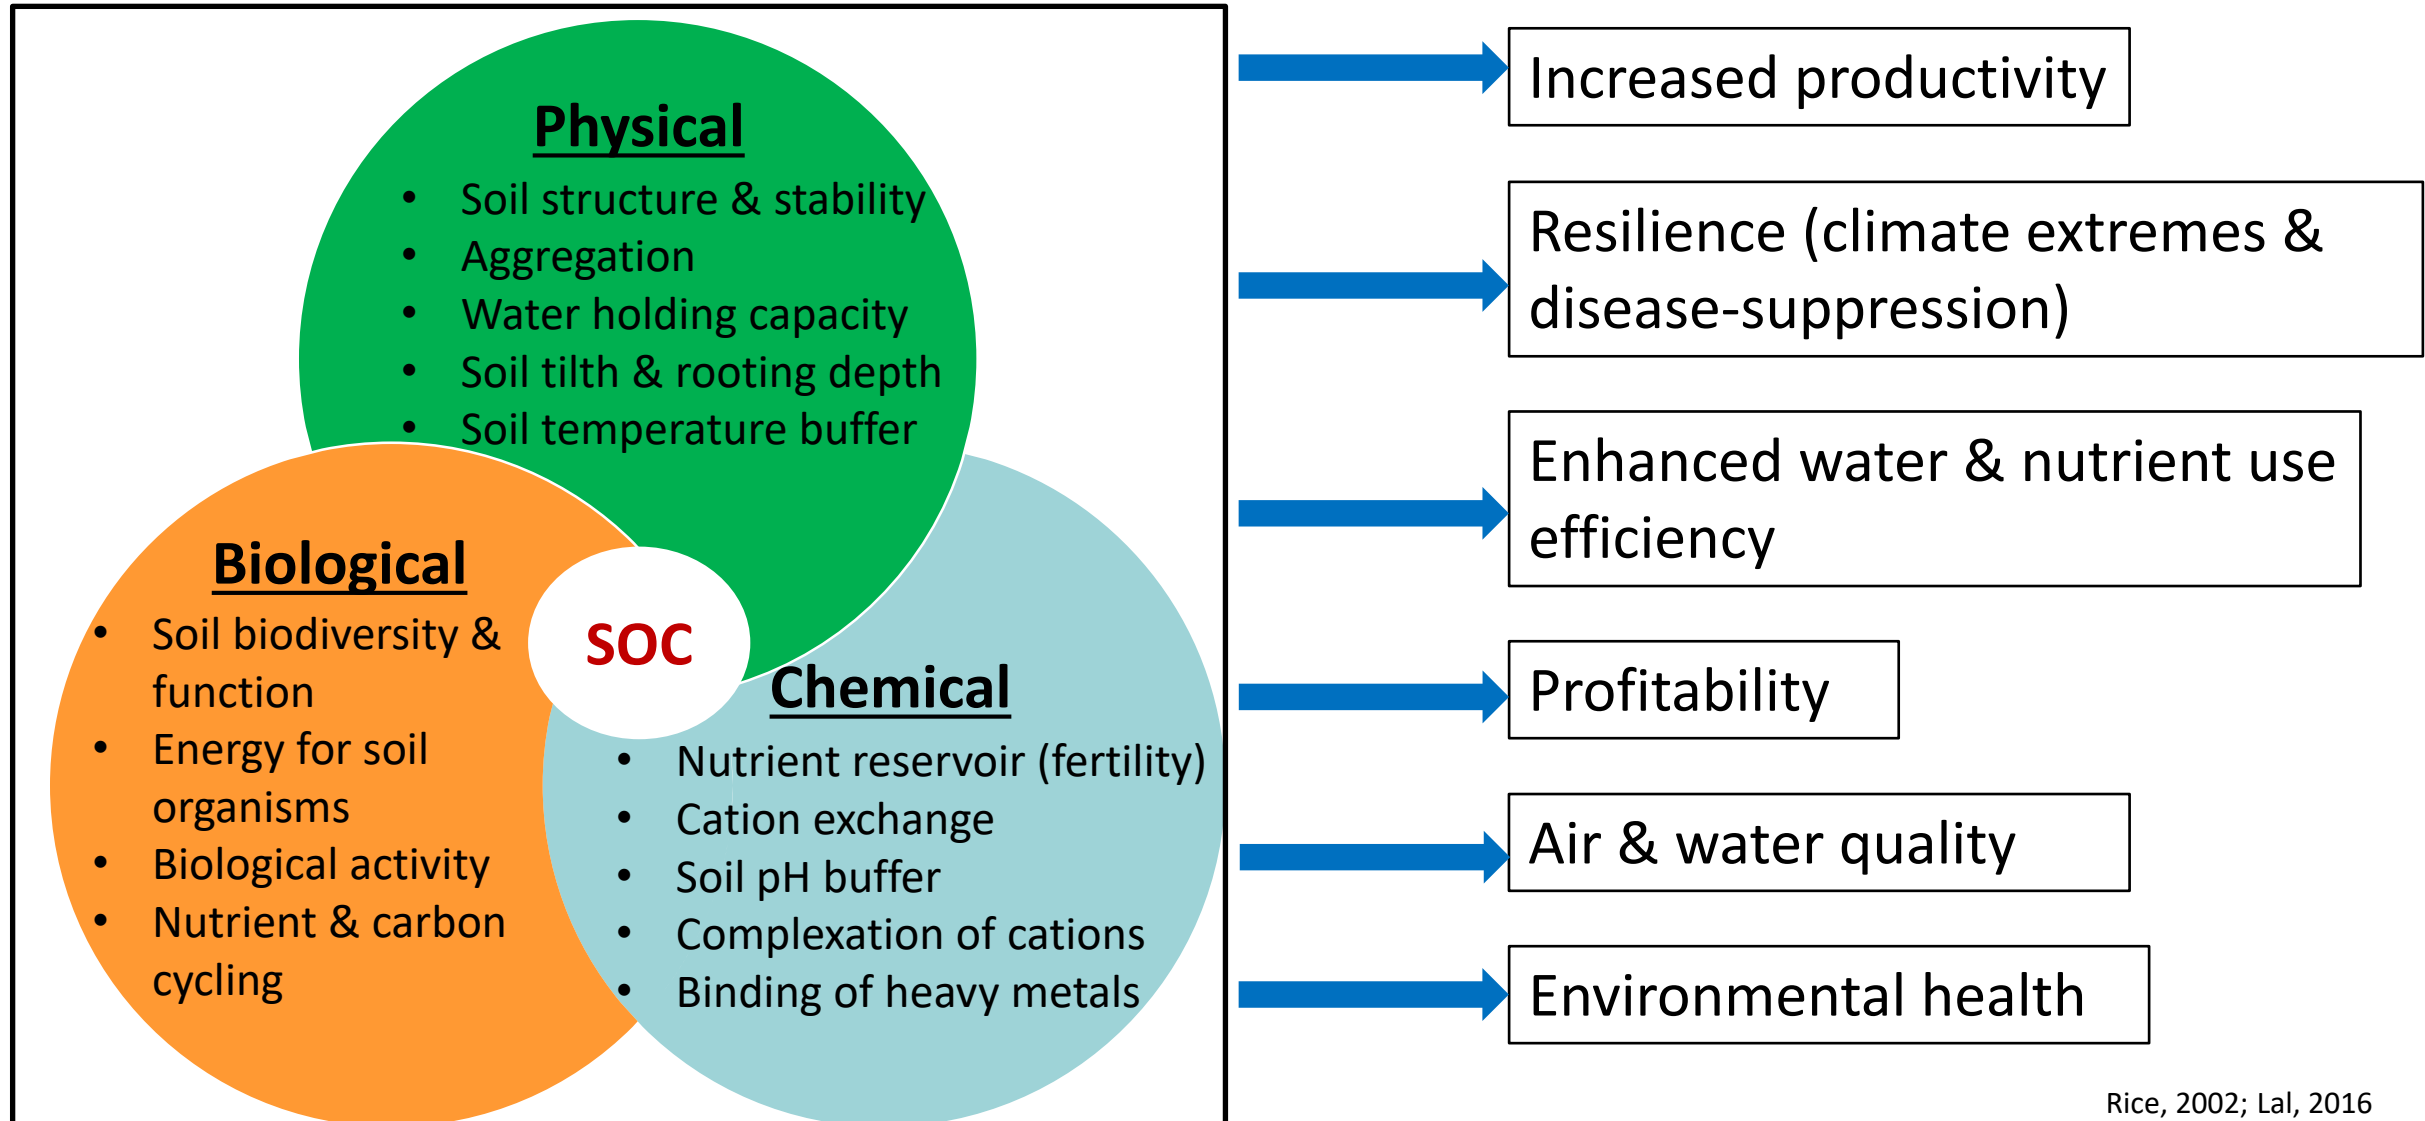 Physical
• Soil structure & stability
• Aggregation
• Water holding capacity
• Soil tilth & rooting depth
• Soil temperature buffer
Biological
• Soil biodiversity &
function
• Energy for soil
organisms
• Biological activity
• Nutrient & carbon
cycling
SOC
Chemical
• Nutrient reservoir (fertility)
• Cation exchange
• Soil pH buffer
• Complexation of cations
• Binding of heavy metals
Increased productivity
Resilience (climate extremes &
disease-suppression)
Enhanced water & nutrient use
efficiency
Profitability
Air & water quality
Environmental health
Rice, 2002; Lal, 2016